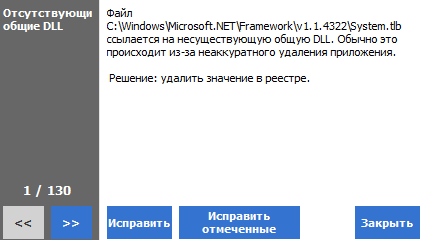 Отсутствующи
общие DLL
Файл
C:\Windows\Microsoft.NET\Framework\v1.1.4322\System.tlb
ссылается на несуществующую общую DLL. Обычно это
происходит из-за неаккуратного удаления приложения.
Решение: удалить значение в реестре.
1 / 130
<<
>>
Исправить
Исправить
отмеченные
Закрыть